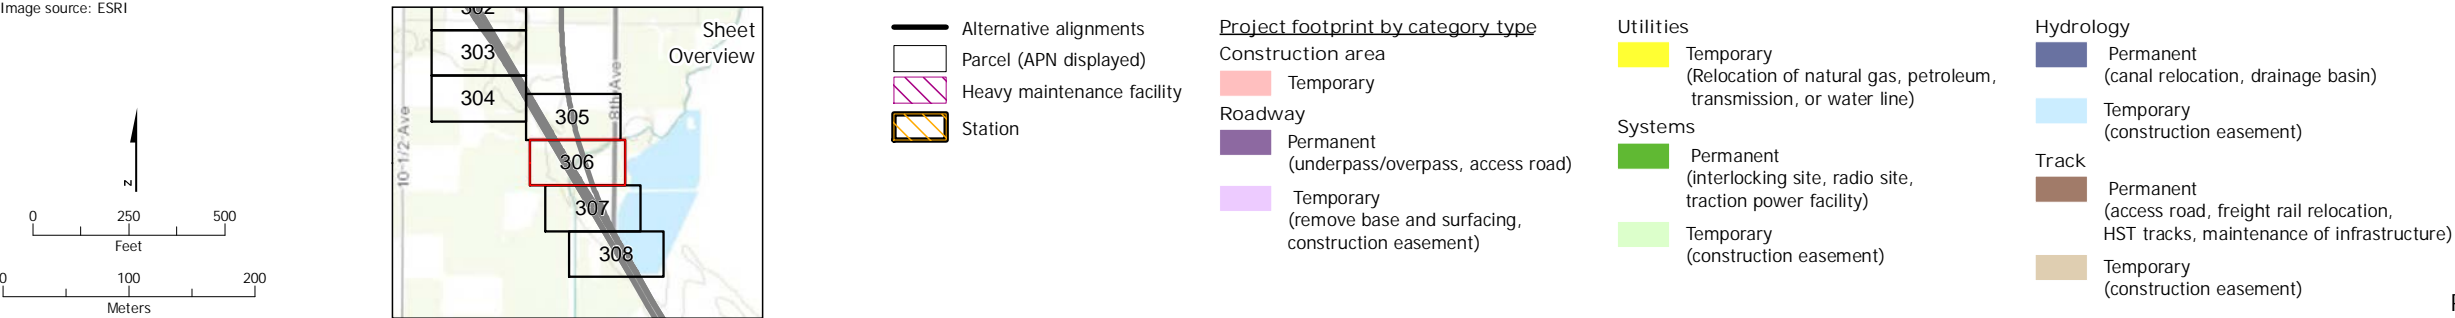 Image source: ESRI
z
0 250 500
Feet
0 100 200
Meters
302
Sheet
Overview
303
304
305
306
307
308
10-1/2 Ave
8th Ave
Alternative alignments
Parcel (APN displayed)
Heavy maintenance facility
Station
Project footprint by category type
Construction area
Temporary
Roadway
Permanent
(underpass/overpass, access road)
Temporary
(remove base and surfacing,
construction easement)
Utilities
Temporary
(Relocation of natural gas, petroleum,
transmission, or water line)
Systems
Permanent
(interlocking site, radio site,
traction power facility)
Temporary
(construction easement)
Hydrology
Permanent
(canal relocation, drainage basin)
Temporary
(construction easement)
Track
Permanent
(access road, freight rail relocation,
HST tracks, maintenance of infrastructure)
Temporary
(construction easement)